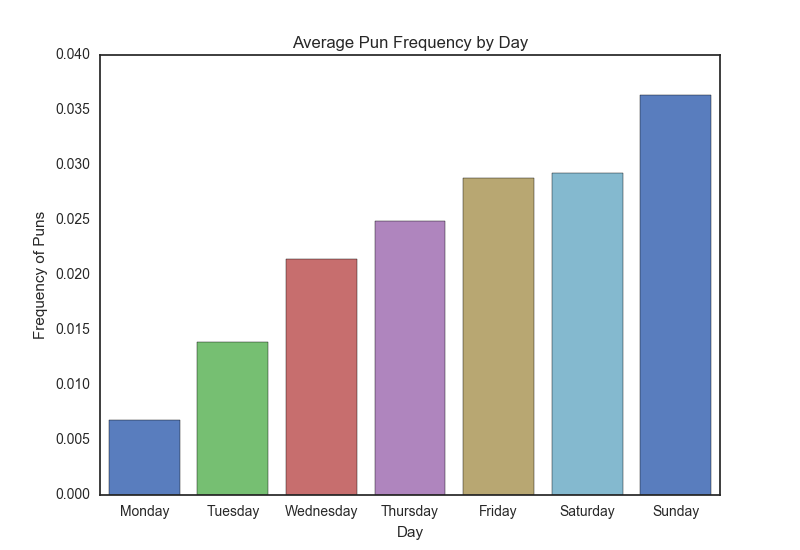 Average Pun Frequency by Day
0.040
0.035
0.030
0.025
0.020
0.015
0.010
0.005
0.000
Frequency of Puns
Monday Tuesday Wednesday Thursday Friday Saturday Sunday
Day